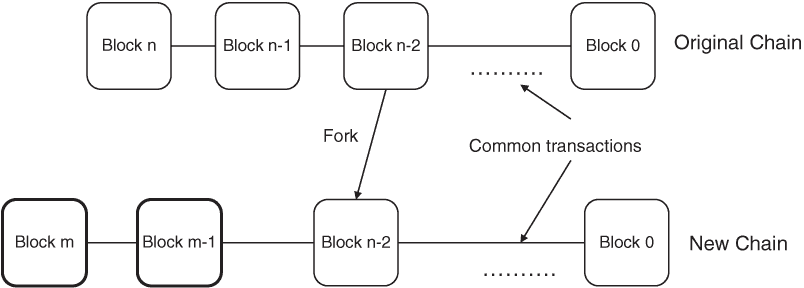 Block n
Block n-1
Block n-2
Block 0
Original Chain
..........
Fork
Common transactions
Block m
Block m-1
Block n-2
Block 0
New Chain
..........